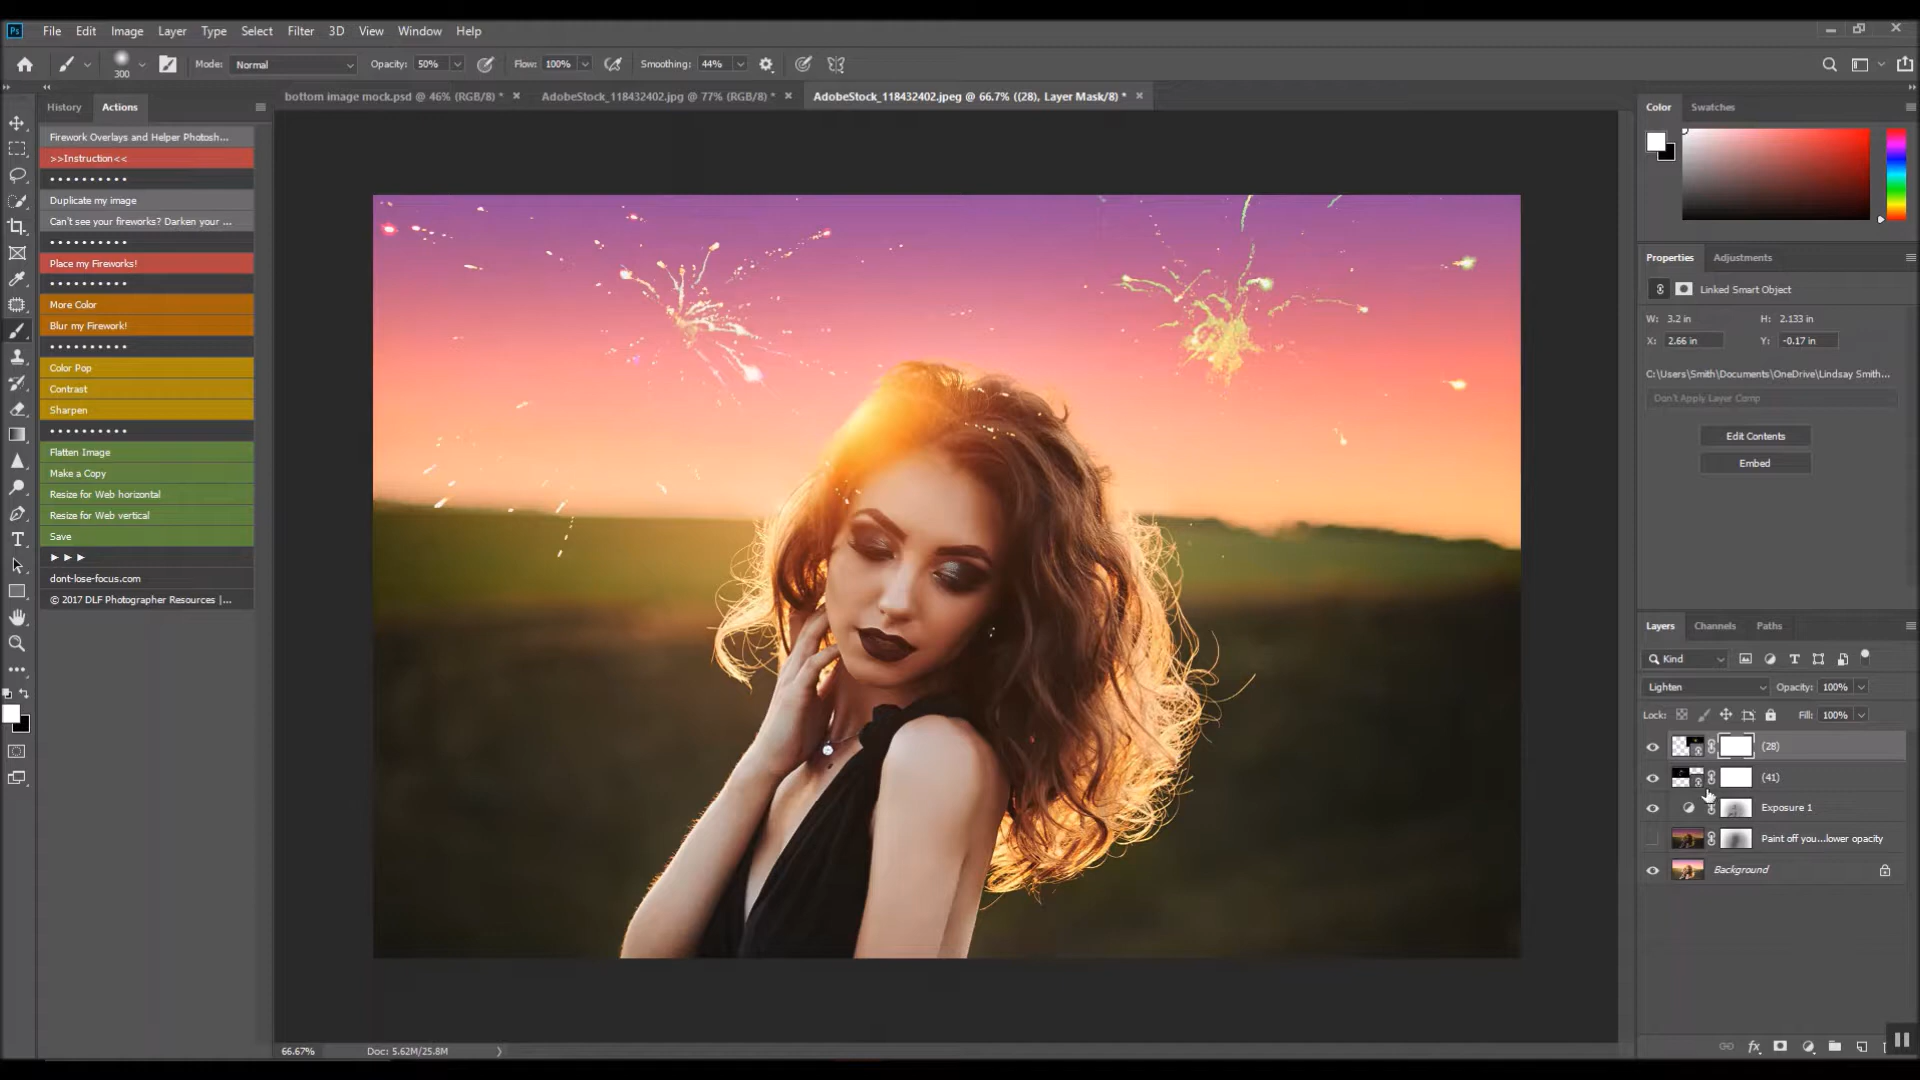 Ps File Edit Image Layer Type Select Filter 3D View Window Help
300 Mode: Normal Opacity: 50% Flow: 100% Smoothing: 44%
History Actions
bottom image mock.psd @ 46% (RGB/8) * AdobeStock_118432402.jpg @ 77% (RGB/8) * AdobeStock_118432402.jpeg @ 66.7% ((28), Layer Mask/8) *
Firework Overlays and Helper Photosh...
>>Instruction<<
Duplicate my image
Can't see your fireworks? Darken your ...
Place my Fireworks!
More Color
Blur my Firework!
Color Pop
Contrast
Sharpen
Flatten Image
Make a Copy
Resize for Web horizontal
Resize for Web vertical
Save
dont-lose-focus.com
© 2017 DLF Photographer Resources |...
66.67% Doc: 5.62M/25.8M
Color Swatches
Properties Adjustments
Linked Smart Object
W: 3.2 in H: 2.133 in
X: 2.66 in Y: -0.17 in
C:\Users\Smith\Documents\OneDrive\Lindsay Smith...
Don't Apply Layer Comp
Edit Contents
Embed
Layers Channels Paths
Kind
Lighten Opacity: 100%
Lock: Fill: 100%
(28)
(41)
Exposure 1
Paint off you...lower opacity
Background
fx